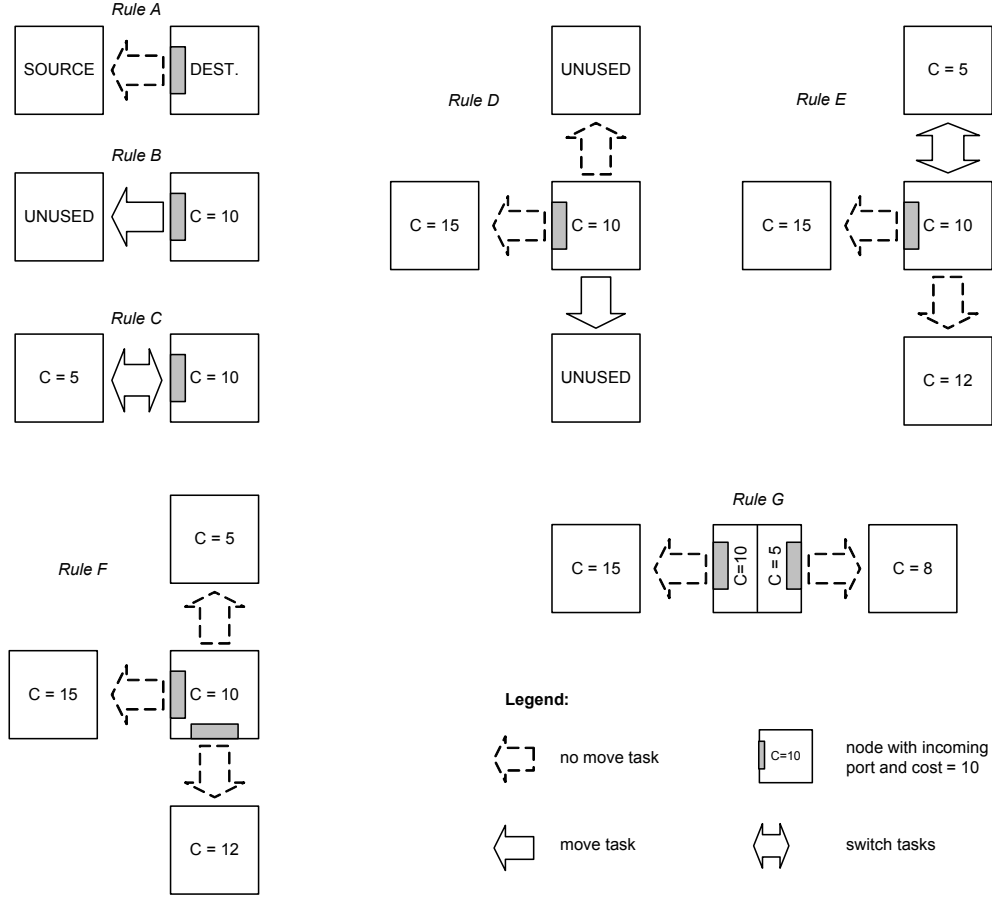 Rule A
SOURCE
DEST.
Rule B
UNUSED
C = 10
Rule C
C = 5
C = 10
Rule D
UNUSED
C = 15
C = 10
UNUSED
Rule E
C = 5
C = 15
C = 10
C = 12
Rule F
C = 5
C = 15
C = 10
C = 12
Rule G
C = 15
C=10
C = 5
C = 8
Legend:
no move task
C=10
node with incoming
port and cost = 10
move task
switch tasks